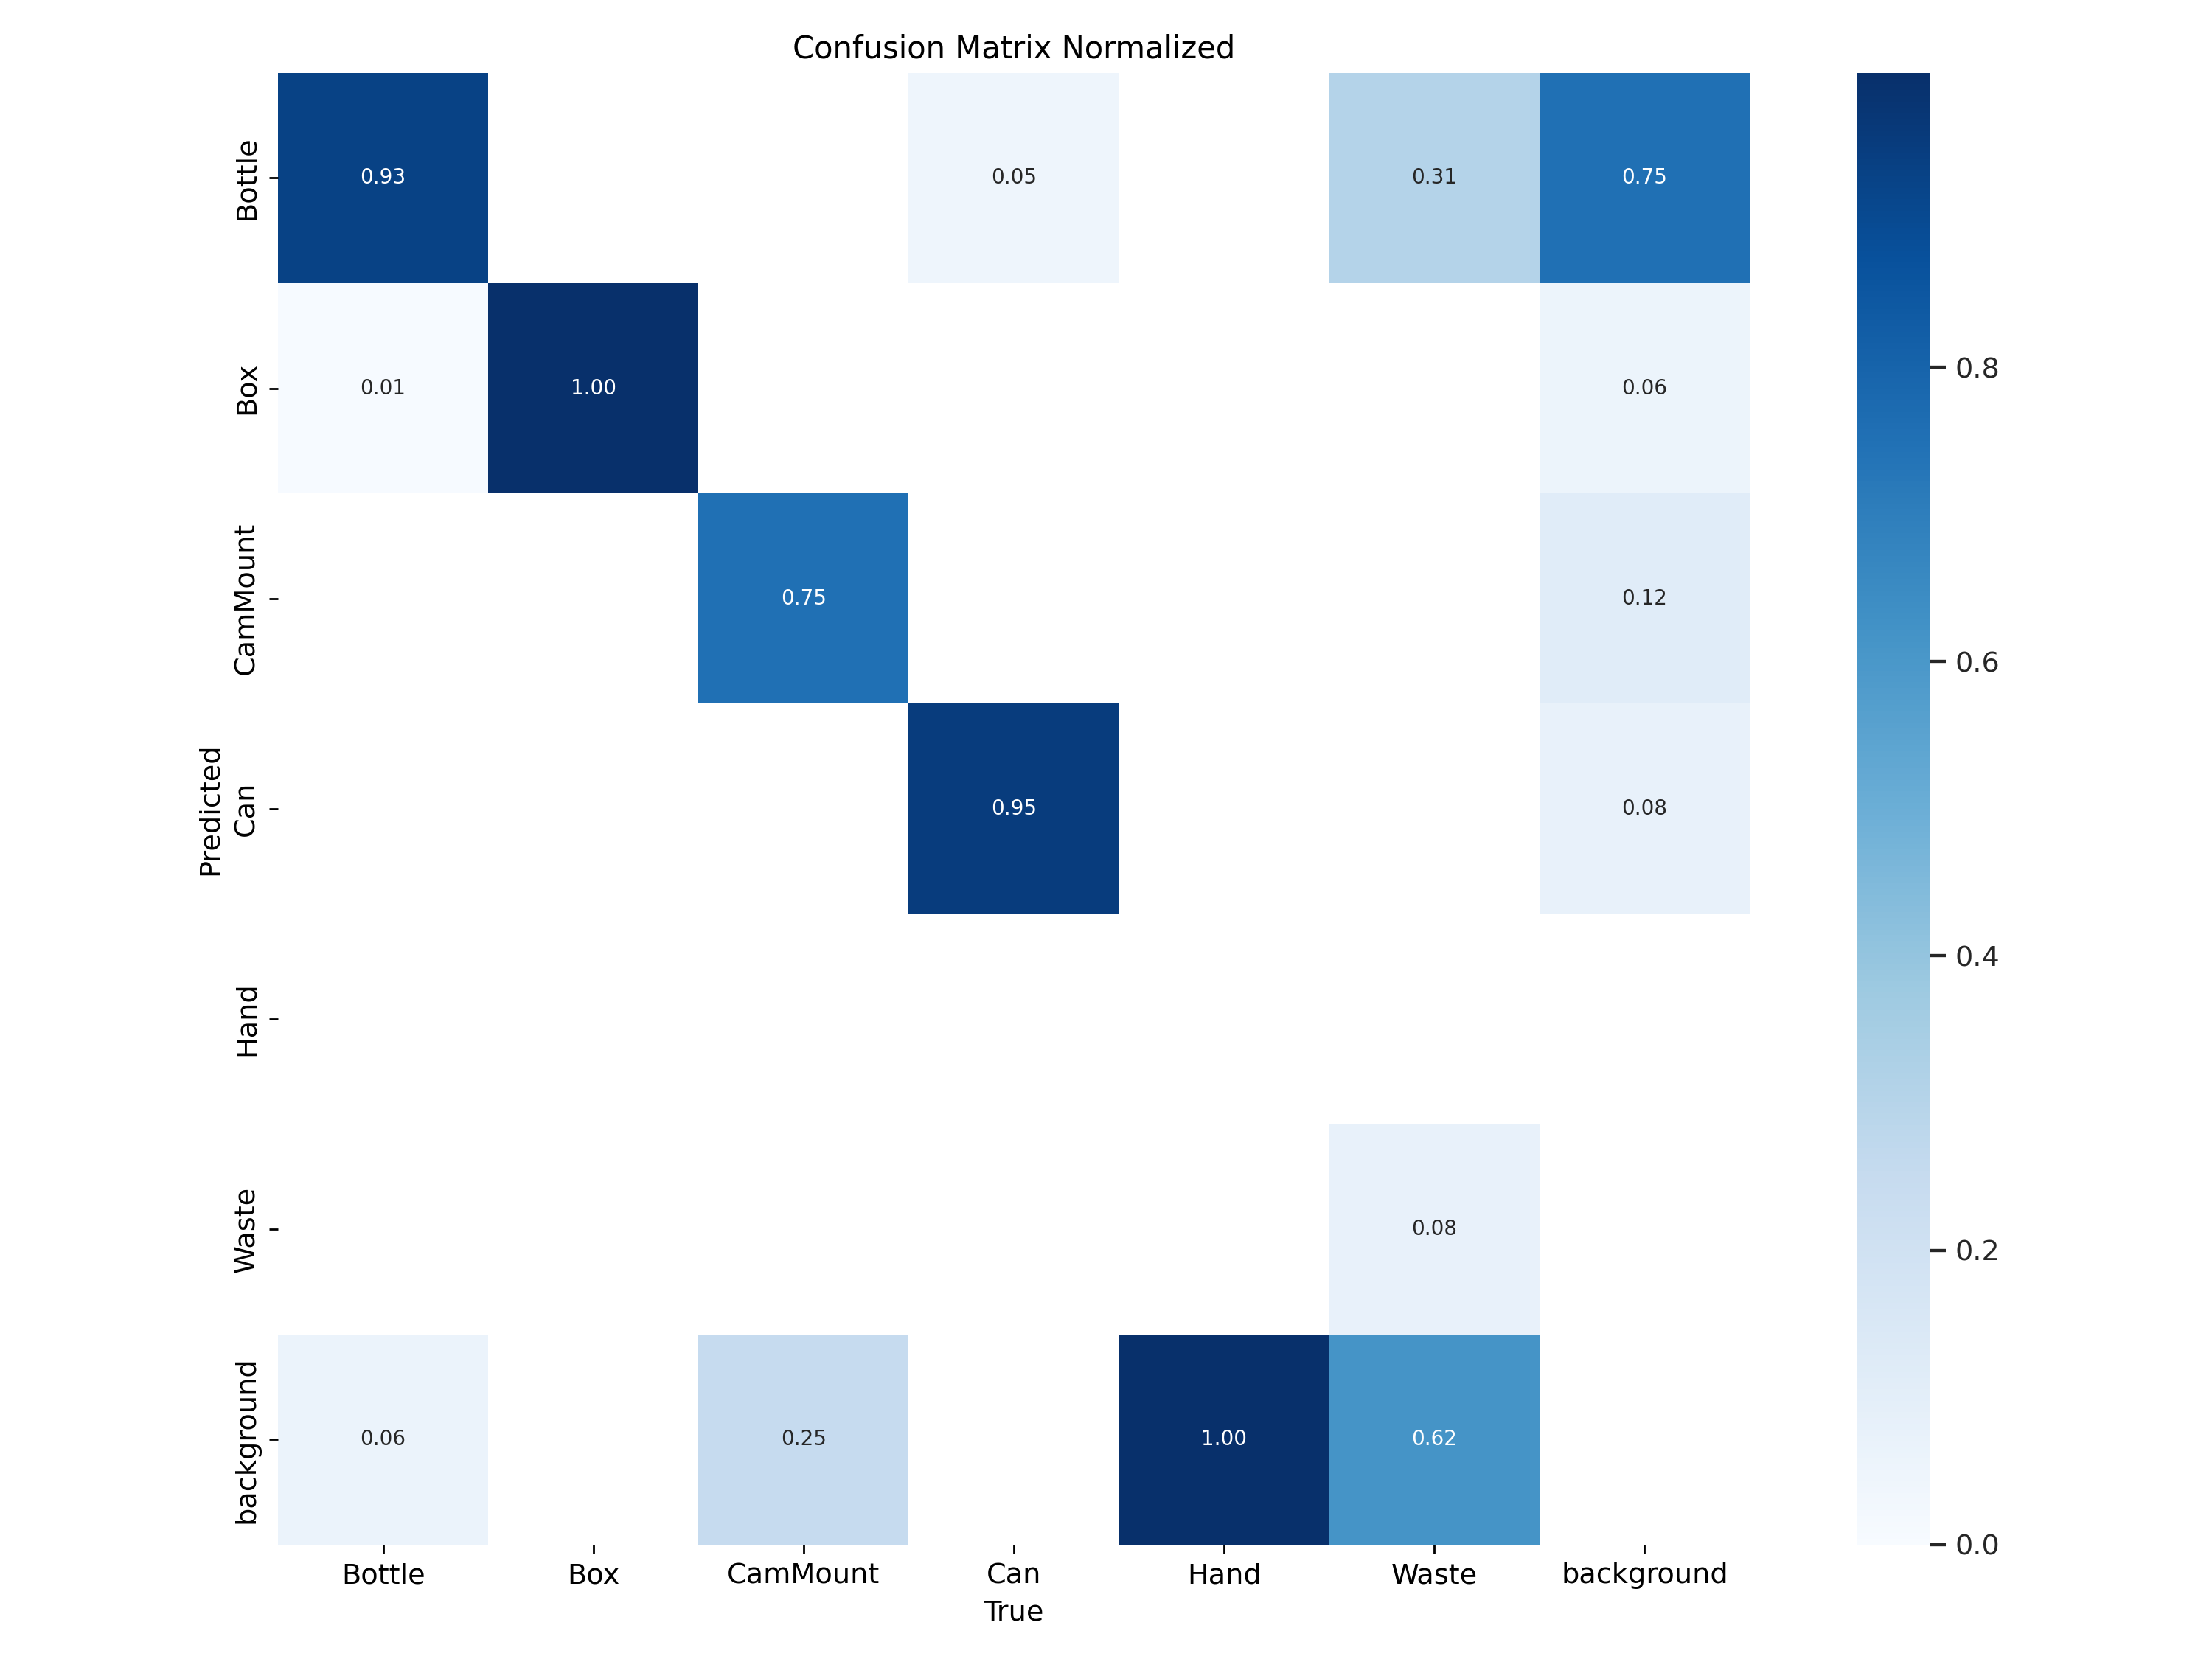 Confusion Matrix Normalized
Bottle
0.93
0.05
0.31
0.75
Box
0.01
1.00
0.06
0.8
CamMount
0.75
0.12
0.6
Predicted
Can
0.95
0.08
0.4
Hand
Waste
0.08
0.2
background
0.06
0.25
1.00
0.62
0.0
Bottle
Box
CamMount
Can
Hand
Waste
background
True